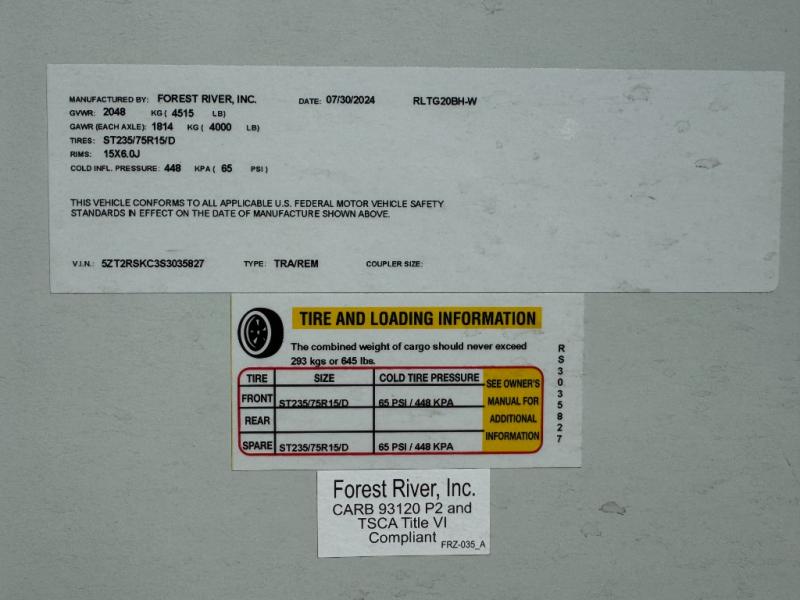 MANUFACTURED BY: FOREST RIVER, INC. DATE: 07/30/2024 RLTG20BH-W
GVWR: 2048 KG ( 4515 LB)
GAWR (EACH AXLE): 1814 KG ( 4000 LB)
TIRES: ST235/75R15/D
RIMS: 15X6.0J
COLD INFL. PRESSURE: 448 KPA ( 65 PSI )
THIS VEHICLE CONFORMS TO ALL APPLICABLE U.S. FEDERAL MOTOR VEHICLE SAFETY
STANDARDS IN EFFECT ON THE DATE OF MANUFACTURE SHOWN ABOVE.
V.I.N.: 5ZT2RSKC3S3035827 TYPE: TRA/REM COUPLER SIZE:
TIRE AND LOADING INFORMATION
The combined weight of cargo should never exceed
293 kgs or 645 lbs.
TIRE SIZE COLD TIRE PRESSURE
FRONT ST235/75R15/D 65 PSI / 448 KPA
REAR
SPARE ST235/75R15/D 65 PSI / 448 KPA
SEE OWNER'S
MANUAL FOR
ADDITIONAL
INFORMATION
RS3035827
Forest River, Inc.
CARB 93120 P2 and
TSCA Title VI
Compliant FRZ-035_A